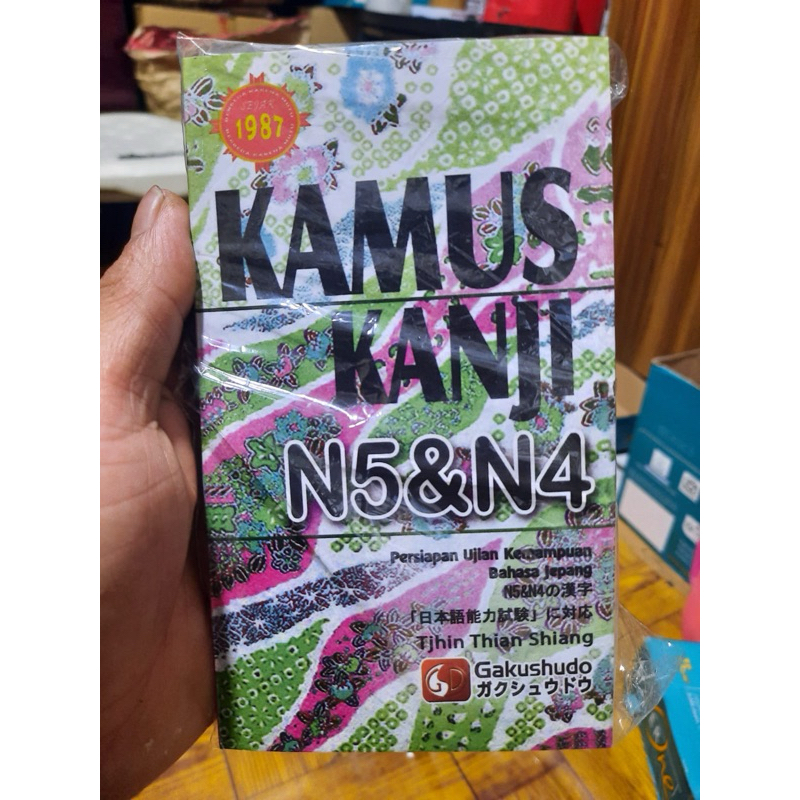 SEJAK
1987
KAMUS
KANJI
N5&N4
Persiapan Ujian Kemampuan
Bahasa Jepang
N5&N4の漢字
「日本語能力試験」に対応
Tjhin Thian Shiang
GD
Gakushudo
ガクシュウドウ
One